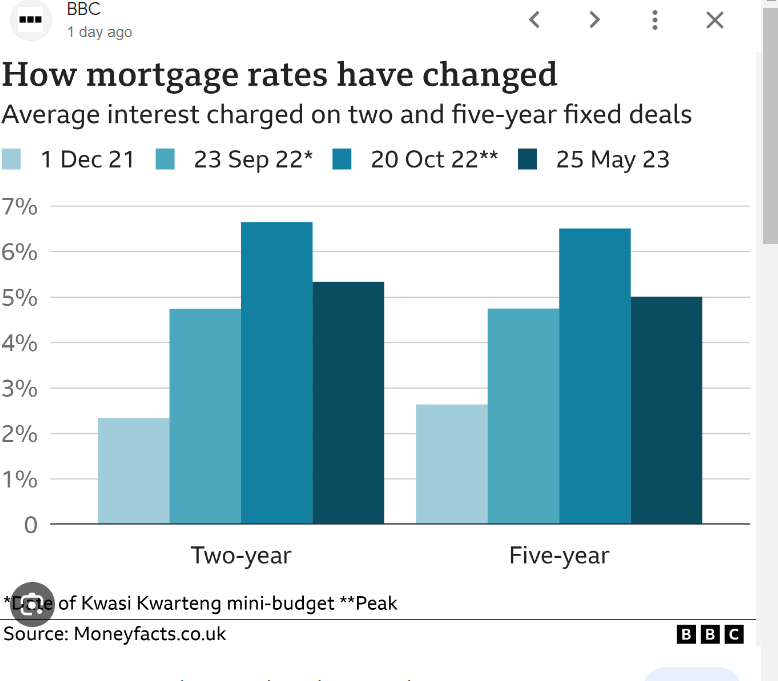 BBC
1 day ago
How mortgage rates have changed
Average interest charged on two and five-year fixed deals
1 Dec 21 23 Sep 22* 20 Oct 22** 25 May 23
7%
6%
5%
4%
3%
2%
1%
0
Two-year Five-year
*Date of Kwasi Kwarteng mini-budget **Peak
Source: Moneyfacts.co.uk
BBC